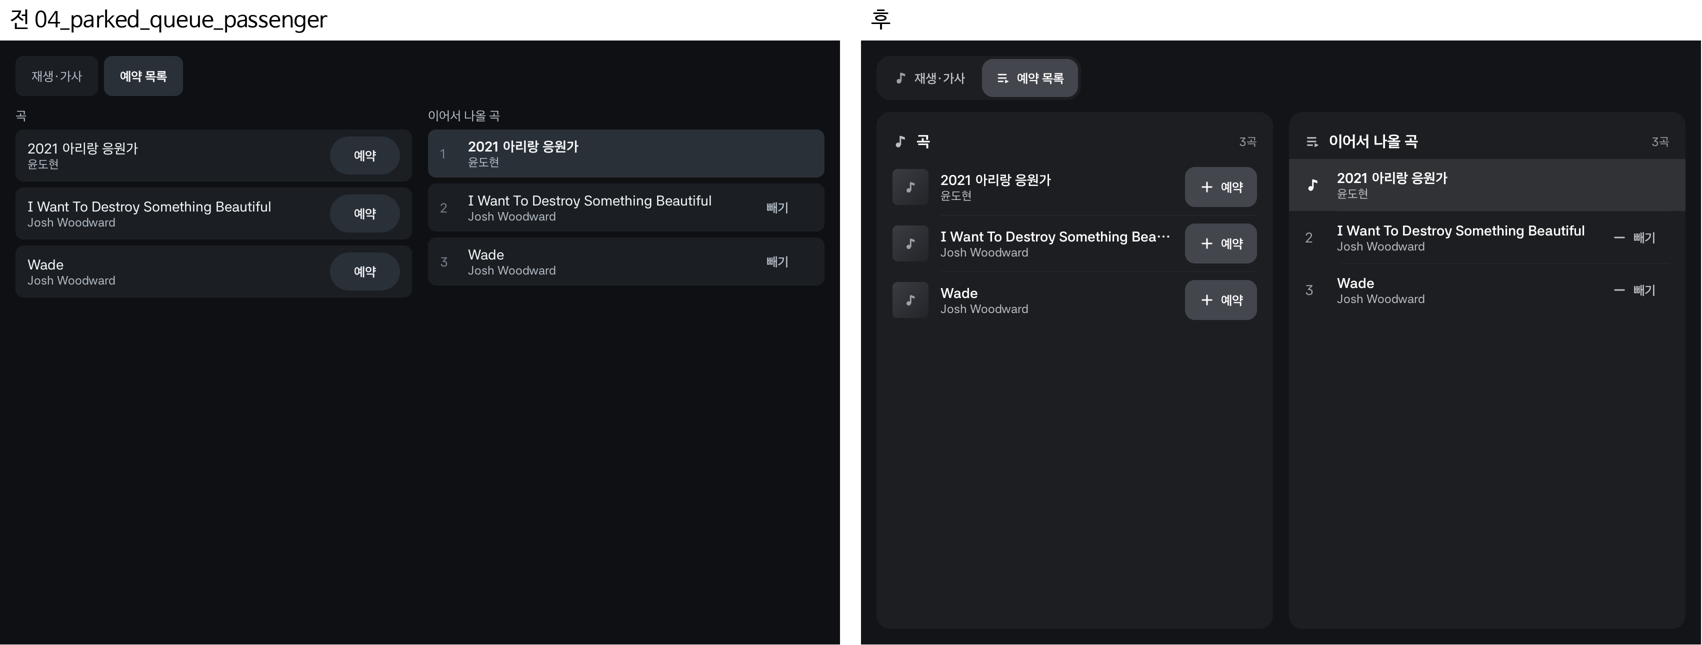 전 04_parked_queue_passenger
재생·가사
예약 목록
곡
2021 아리랑 응원가
윤도현
예약
I Want To Destroy Something Beautiful
Josh Woodward
예약
Wade
Josh Woodward
예약
이어서 나올 곡
1
2021 아리랑 응원가
윤도현
2
I Want To Destroy Something Beautiful
Josh Woodward
빼기
3
Wade
Josh Woodward
빼기
후
재생·가사
예약 목록
곡
3곡
2021 아리랑 응원가
윤도현
+ 예약
I Want To Destroy Something Bea···
Josh Woodward
+ 예약
Wade
Josh Woodward
+ 예약
이어서 나올 곡
3곡
2021 아리랑 응원가
윤도현
2
I Want To Destroy Something Beautiful
Josh Woodward
— 빼기
3
Wade
Josh Woodward
— 빼기